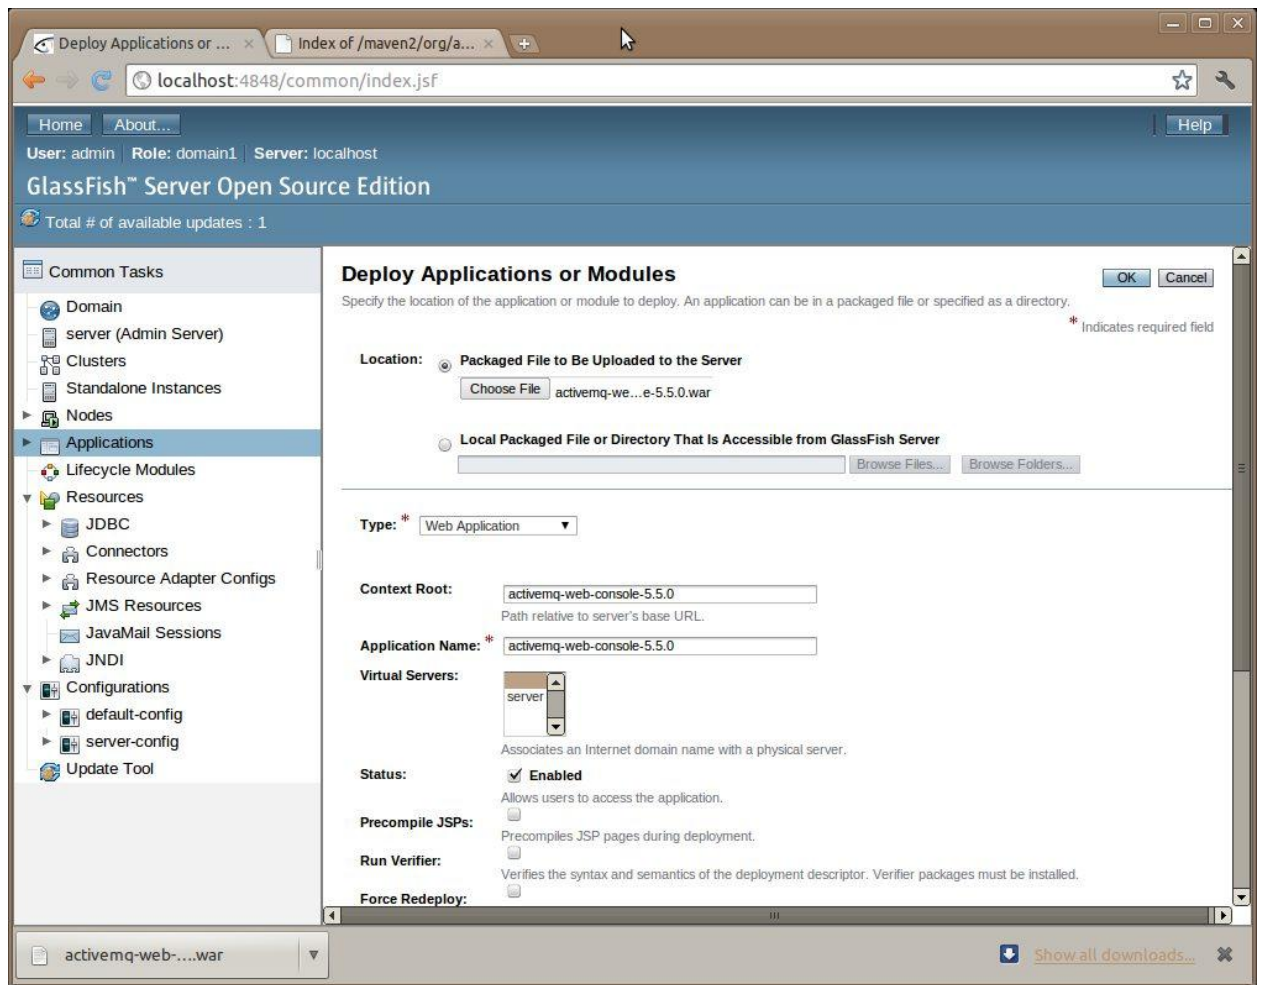 Deploy Applications or ...
Index of /maven2/org/a...
localhost:4848/common/index.jsf
Home
About...
Help
User: admin Role: domain1 Server: localhost
GlassFish™ Server Open Source Edition
Total # of available updates : 1
Common Tasks
Domain
server (Admin Server)
Clusters
Standalone Instances
Nodes
Applications
Lifecycle Modules
Resources
JDBC
Connectors
Resource Adapter Configs
JMS Resources
JavaMail Sessions
JNDI
Configurations
default-config
server-config
Update Tool
Deploy Applications or Modules
OK
Cancel
Specify the location of the application or module to deploy. An application can be in a packaged file or specified as a directory.
* Indicates required field
Location:
Packaged File to Be Uploaded to the Server
Choose File activemq-we...e-5.5.0.war
Local Packaged File or Directory That Is Accessible from GlassFish Server
Browse Files...
Browse Folders...
Type: * Web Application
Context Root: activemq-web-console-5.5.0
Path relative to server's base URL.
Application Name: * activemq-web-console-5.5.0
Virtual Servers:
server
Associates an Internet domain name with a physical server.
Status: Enabled
Allows users to access the application.
Precompile JSPs:
Precompiles JSP pages during deployment.
Run Verifier:
Verifies the syntax and semantics of the deployment descriptor. Verifier packages must be installed.
Force Redeploy:
activemq-web-....war
Show all downloads...